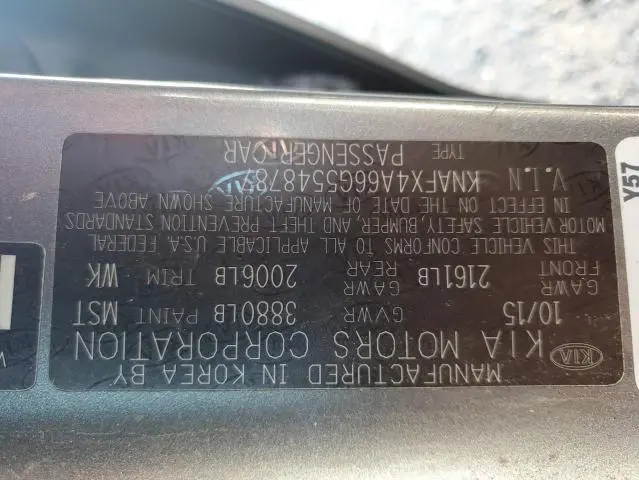 MANUFACTURED IN KOREA BY
KIA KIA MOTORS CORPORATION
10/15 GVWR 3880LB PAINT MST
GAWR FRONT 2161LB GAWR REAR 2006LB TRIM WK
THIS VEHICLE CONFORMS TO ALL APPLICABLE U.S.A. FEDERAL
MOTOR VEHICLE SAFETY, BUMPER, AND THEFT PREVENTION STANDARDS
IN EFFECT ON THE DATE OF MANUFACTURE SHOWN ABOVE
V.I.N KNAFX4A66G5548783
TYPE PASSENGER CAR
KIA
Y57